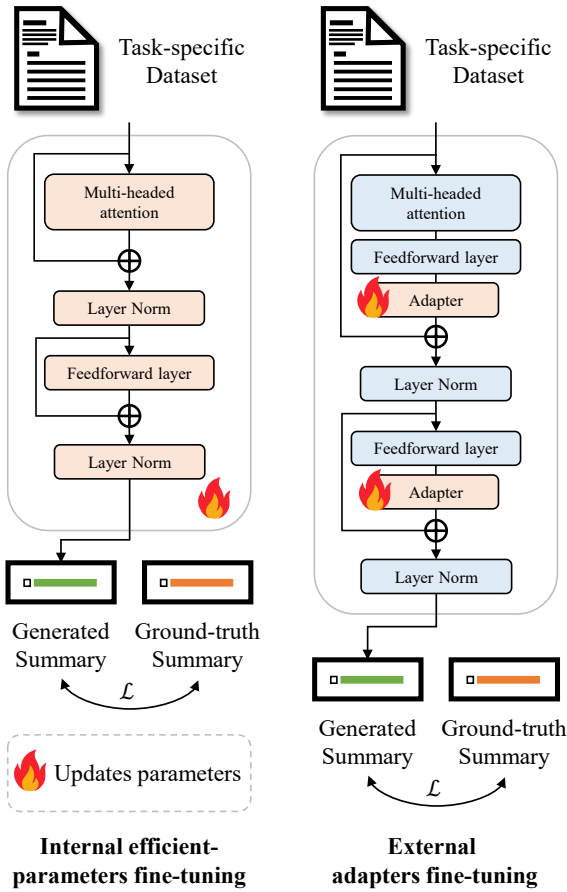 Task-specific
Dataset
Multi-headed
attention
Layer Norm
Feedforward layer
Layer Norm
Generated
Summary
Ground-truth
Summary
ℒ
Updates parameters
Internal efficient-
parameters fine-tuning
Task-specific
Dataset
Multi-headed
attention
Feedforward layer
Adapter
Layer Norm
Feedforward layer
Adapter
Layer Norm
Generated
Summary
Ground-truth
Summary
ℒ
External
adapters fine-tuning